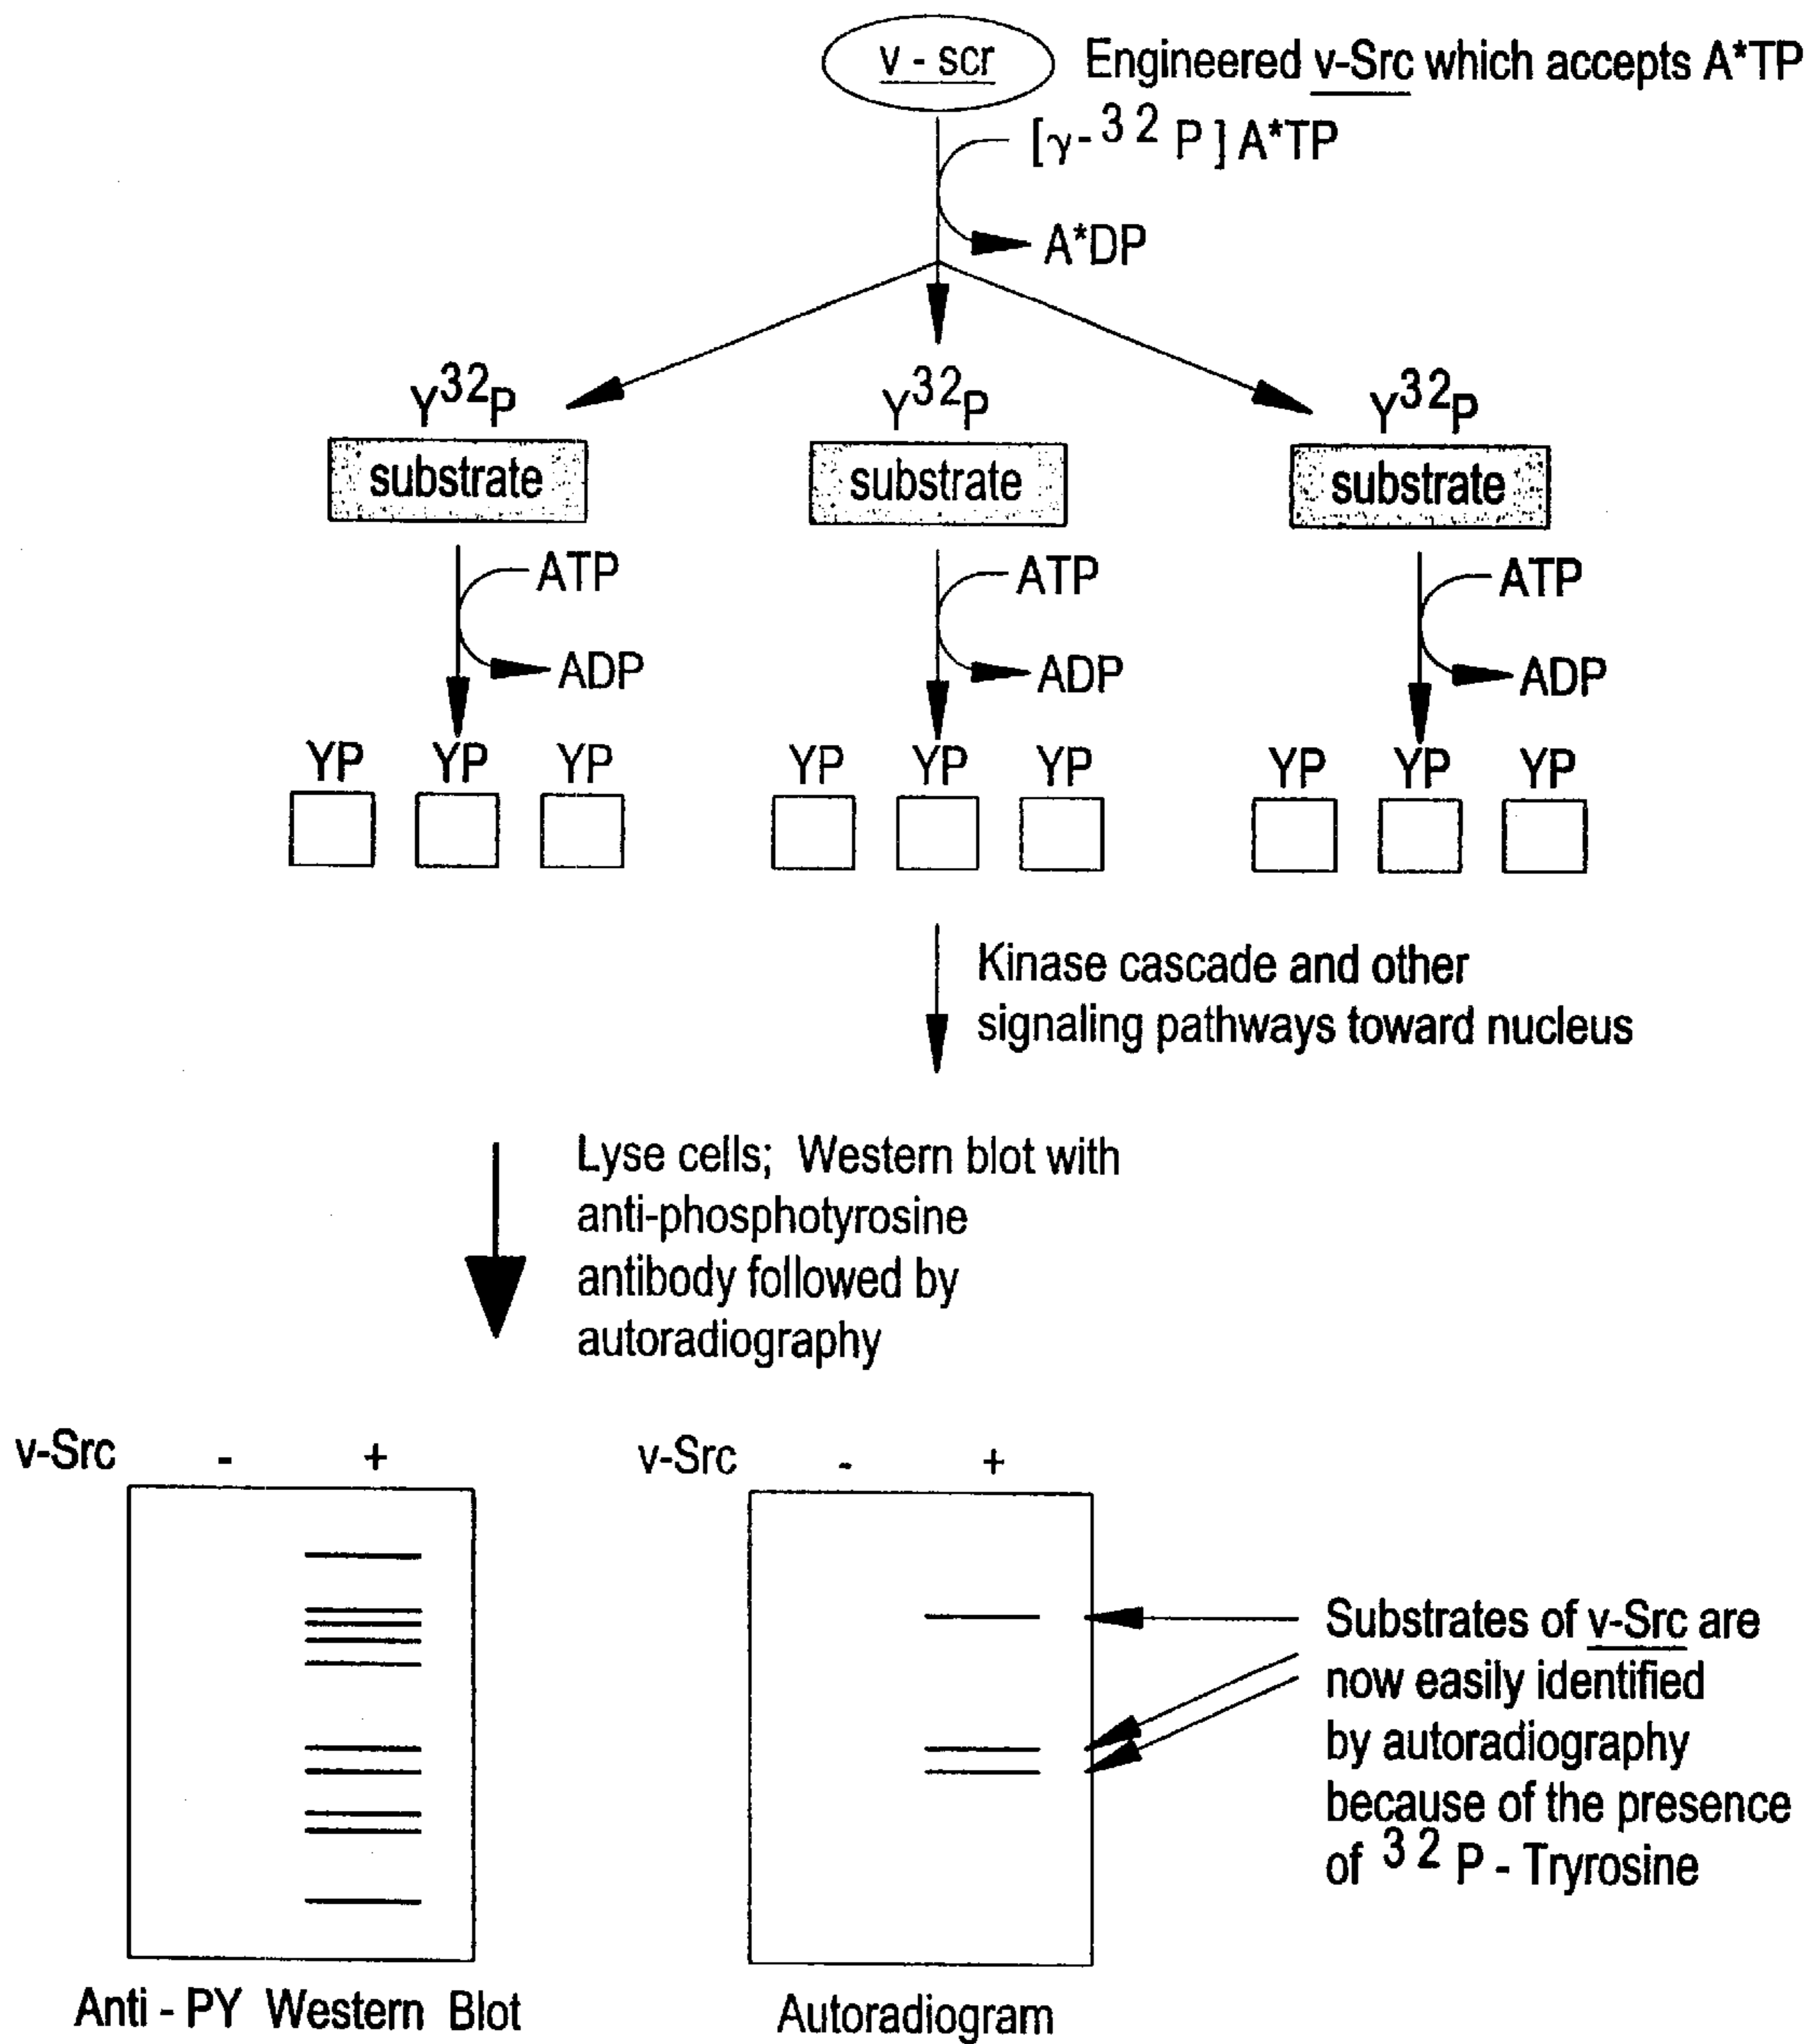 v - scr
Engineered v-Src which accepts A*TP
[γ-32 P ] A*TP
A*DP
Y32P
Y32P
Y32P
substrate
substrate
substrate
ATP
ATP
ATP
ADP
ADP
ADP
YP YP YP
YP YP YP
YP YP YP
Kinase cascade and other
signaling pathways toward nucleus
Lyse cells; Western blot with
anti-phosphotyrosine
antibody followed by
autoradiography
v-Src - +
v-Src - +
Substrates of v-Src are
now easily identified
by autoradiography
because of the presence
of 32 P - Tryrosine
Anti - PY Western Blot
Autoradiogram